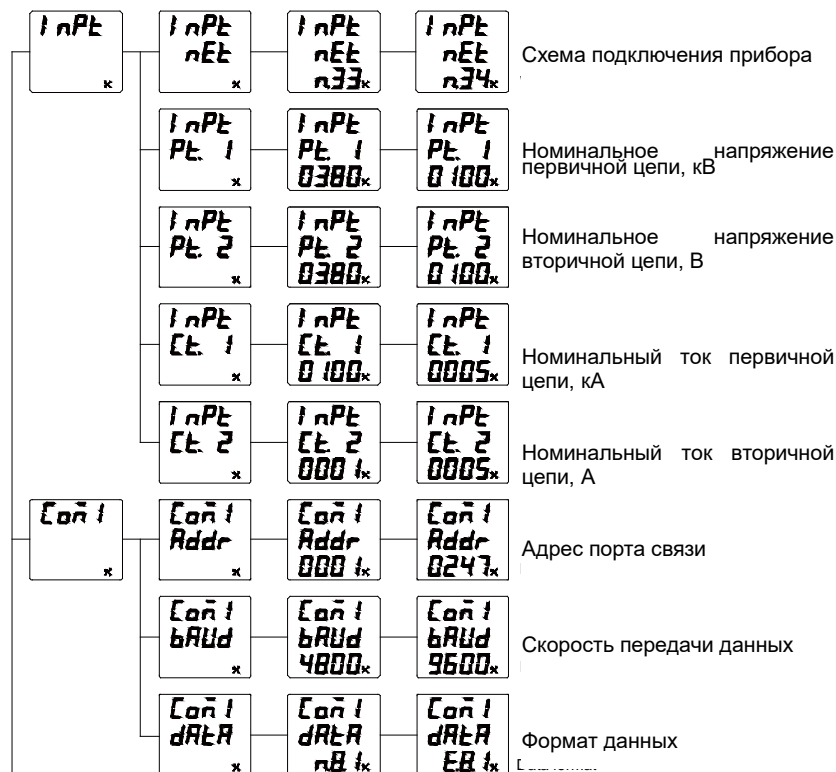 InPt InPt InPt InPt
nEt nEt nEt
n.33 n.34
Схема подключения прибора
InPt InPt InPt
Pt. 1 Pt. 1 Pt. 1
0380 0100
Номинальное напряжение
первичной цепи, кВ
InPt InPt InPt
Pt. 2 Pt. 2 Pt. 2
0380 0100
Номинальное напряжение
вторичной цепи, В
InPt InPt InPt
Ct. 1 Ct. 1 Ct. 1
0100 0005
Номинальный ток первичной
цепи, кА
InPt InPt InPt
Ct. 2 Ct. 2 Ct. 2
0001 0005
Номинальный ток вторичной
цепи, А
Com1 Com1 Com1 Com1
Addr Addr Addr
0001 0247
Адрес порта связи
Com1 Com1 Com1
bAUd bAUd bAUd
4800 9600
Скорость передачи данных
Com1 Com1 Com1
dAtA dAtA dAtA
n.8.1 E.8.1
Формат данных